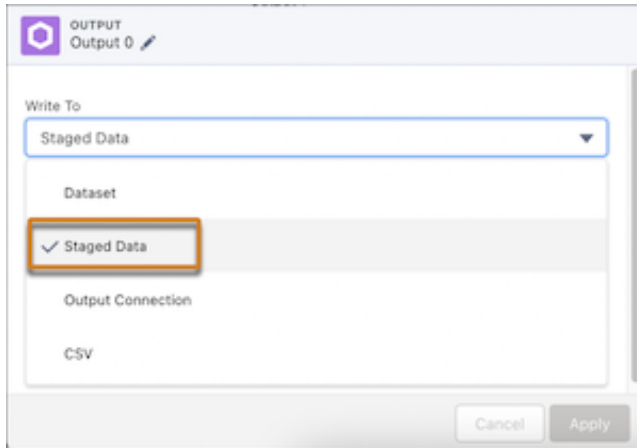 OUTPUT
Output 0
Write To
Staged Data
Dataset
Staged Data
Output Connection
CSV
Cancel
Apply